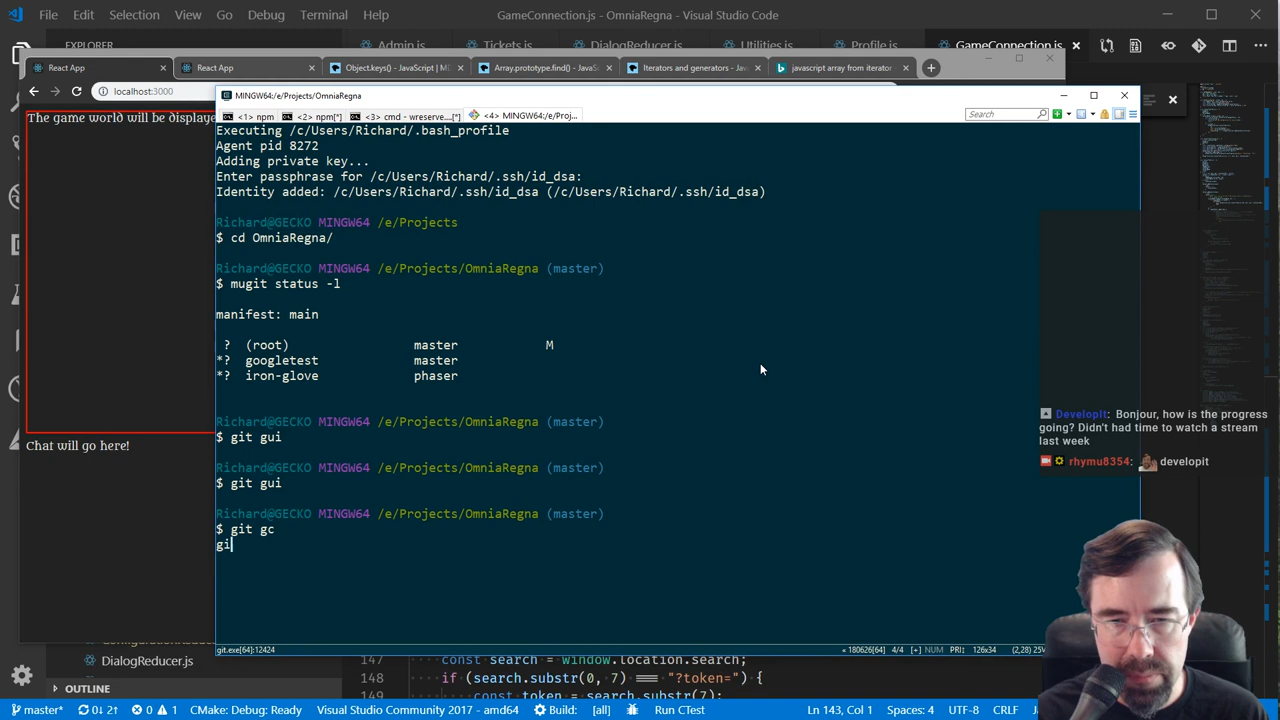 File Edit Selection View Go Debug Terminal Help
GameConnection.js - OmniaRegna - Visual Studio Code
EXPLORER
Admin.js Tickets.js DialogReducer.js Utilities.js Profile.js GameConnection.js
React App
React App
Object.keys() - JavaScript | M
Array.prototype.find() - JavaS
Iterators and generators - Java
javascript array from iterator
localhost:3000
The game world will be displaye
Chat will go here!
MINGW64:/e/Projects/OmniaRegna
<1> npm
<2> npm[*]
<3> cmd - wreserve....[*]
<4> MINGW64:/e/Proj...
Search
Executing /c/Users/Richard/.bash_profile
Agent pid 8272
Adding private key...
Enter passphrase for /c/Users/Richard/.ssh/id_dsa:
Identity added: /c/Users/Richard/.ssh/id_dsa (/c/Users/Richard/.ssh/id_dsa)
Richard@GECKO MINGW64 /e/Projects
$ cd OmniaRegna/
Richard@GECKO MINGW64 /e/Projects/OmniaRegna (master)
$ mugit status -l
manifest: main
? (root) master M
*? googletest master
*? iron-glove phaser
Richard@GECKO MINGW64 /e/Projects/OmniaRegna (master)
$ git gui
Richard@GECKO MINGW64 /e/Projects/OmniaRegna (master)
$ git gui
Richard@GECKO MINGW64 /e/Projects/OmniaRegna (master)
$ git gc
gi
git.exe[64]:12424
« 180626[64] 4/4 [+] NUM PRI: 126x34 (2,28) 25V
DevelopIt: Bonjour, how is the progress
going? Didn't had time to watch a stream
last week
rhymu8354: developit
DialogReducer.js
OUTLINE
147 const search = window.location.search;
148 if (search.substr(0, 7) === "?token=") {
149 const token = search.substr(7);
master* 0↓ 2↑ 0 1 CMake: Debug: Ready Visual Studio Community 2017 - amd64 Build: [all] Run CTest Ln 143, Col 1 Spaces: 4 UTF-8 CRLF JavaScript